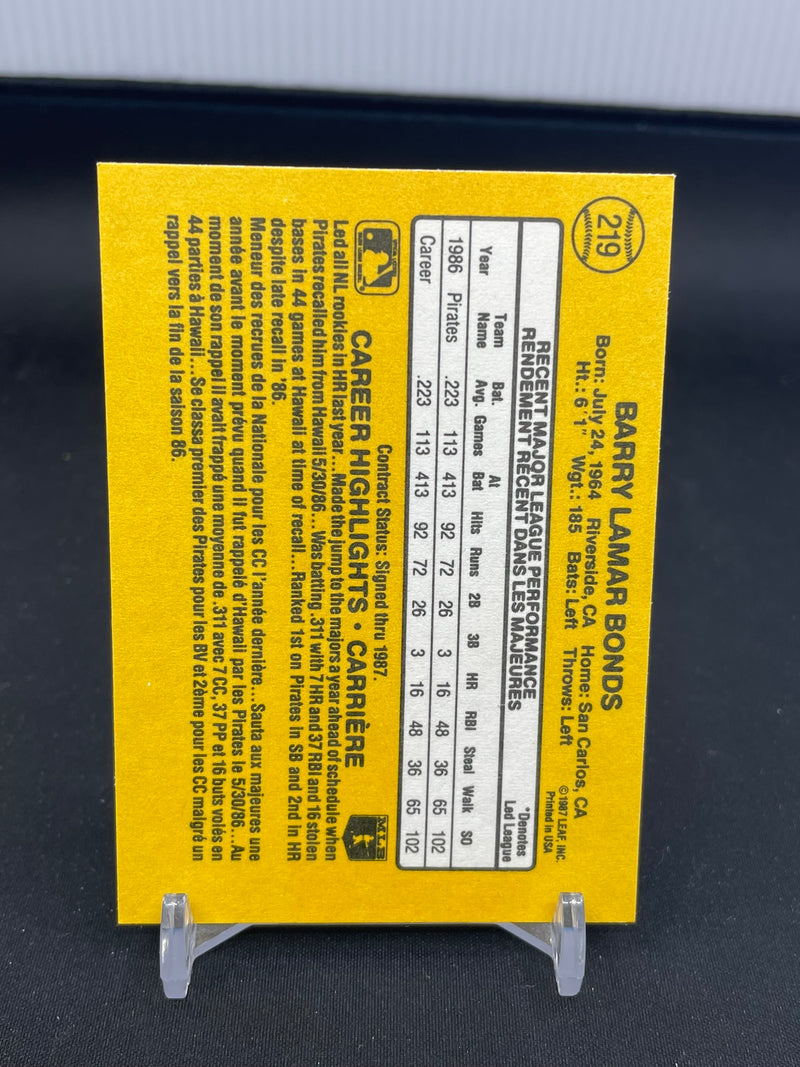 219
BARRY LAMAR BONDS
Born: July 24, 1964 Riverside, CA Home: San Carlos, CA
Ht.: 6'1" Wgt.: 185 Bats: Left Throws: Left
©1987 LEAF, INC.
Printed in USA
RECENT MAJOR LEAGUE PERFORMANCE
RENDEMENT RÉCENT DANS LES MAJEURES
*Denotes
Led League
Team Bat. At
Year Name Avg. Games Bat Hits Runs 2B 3B HR RBI Steal Walk SO
1986 Pirates .223 113 413 92 72 26 3 16 48 36 65 102
Career .223 113 413 92 72 26 3 16 48 36 65 102
Contract Status: Signed thru 1987.
CAREER HIGHLIGHTS • CARRIÈRE
MLB
Led all NL rookies in HR last year... Made the jump to the majors a year ahead of schedule when
Pirates recalled him from Hawaii 5/30/86... Was batting .311 with 7 HR and 37 RBI and 16 stolen
bases in 44 games at Hawaii at time of recall... Ranked 1st on Pirates in SB and 2nd in HR
despite late recall in '86.
Meneur des recrues de la Nationale pour les CC l'année dernière... Sauta aux majeures une
année avant le moment prévu quand il fut rappelé d'Hawaii par les Pirates le 5/30/86... Au
moment de son rappel il avait frappé une moyenne de .311 avec 7 CC, 37 PP et 16 buts volés en
44 parties à Hawaii... Se classa premier des Pirates pour les BV et 2ème pour les CC malgré un
rappel vers la fin de la saison 86.